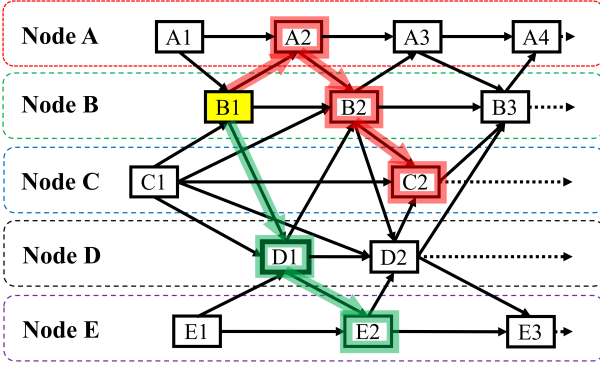 Node A A1 A2 A3 A4
Node B B1 B2 B3
Node C C1 C2
Node D D1 D2
Node E E1 E2 E3